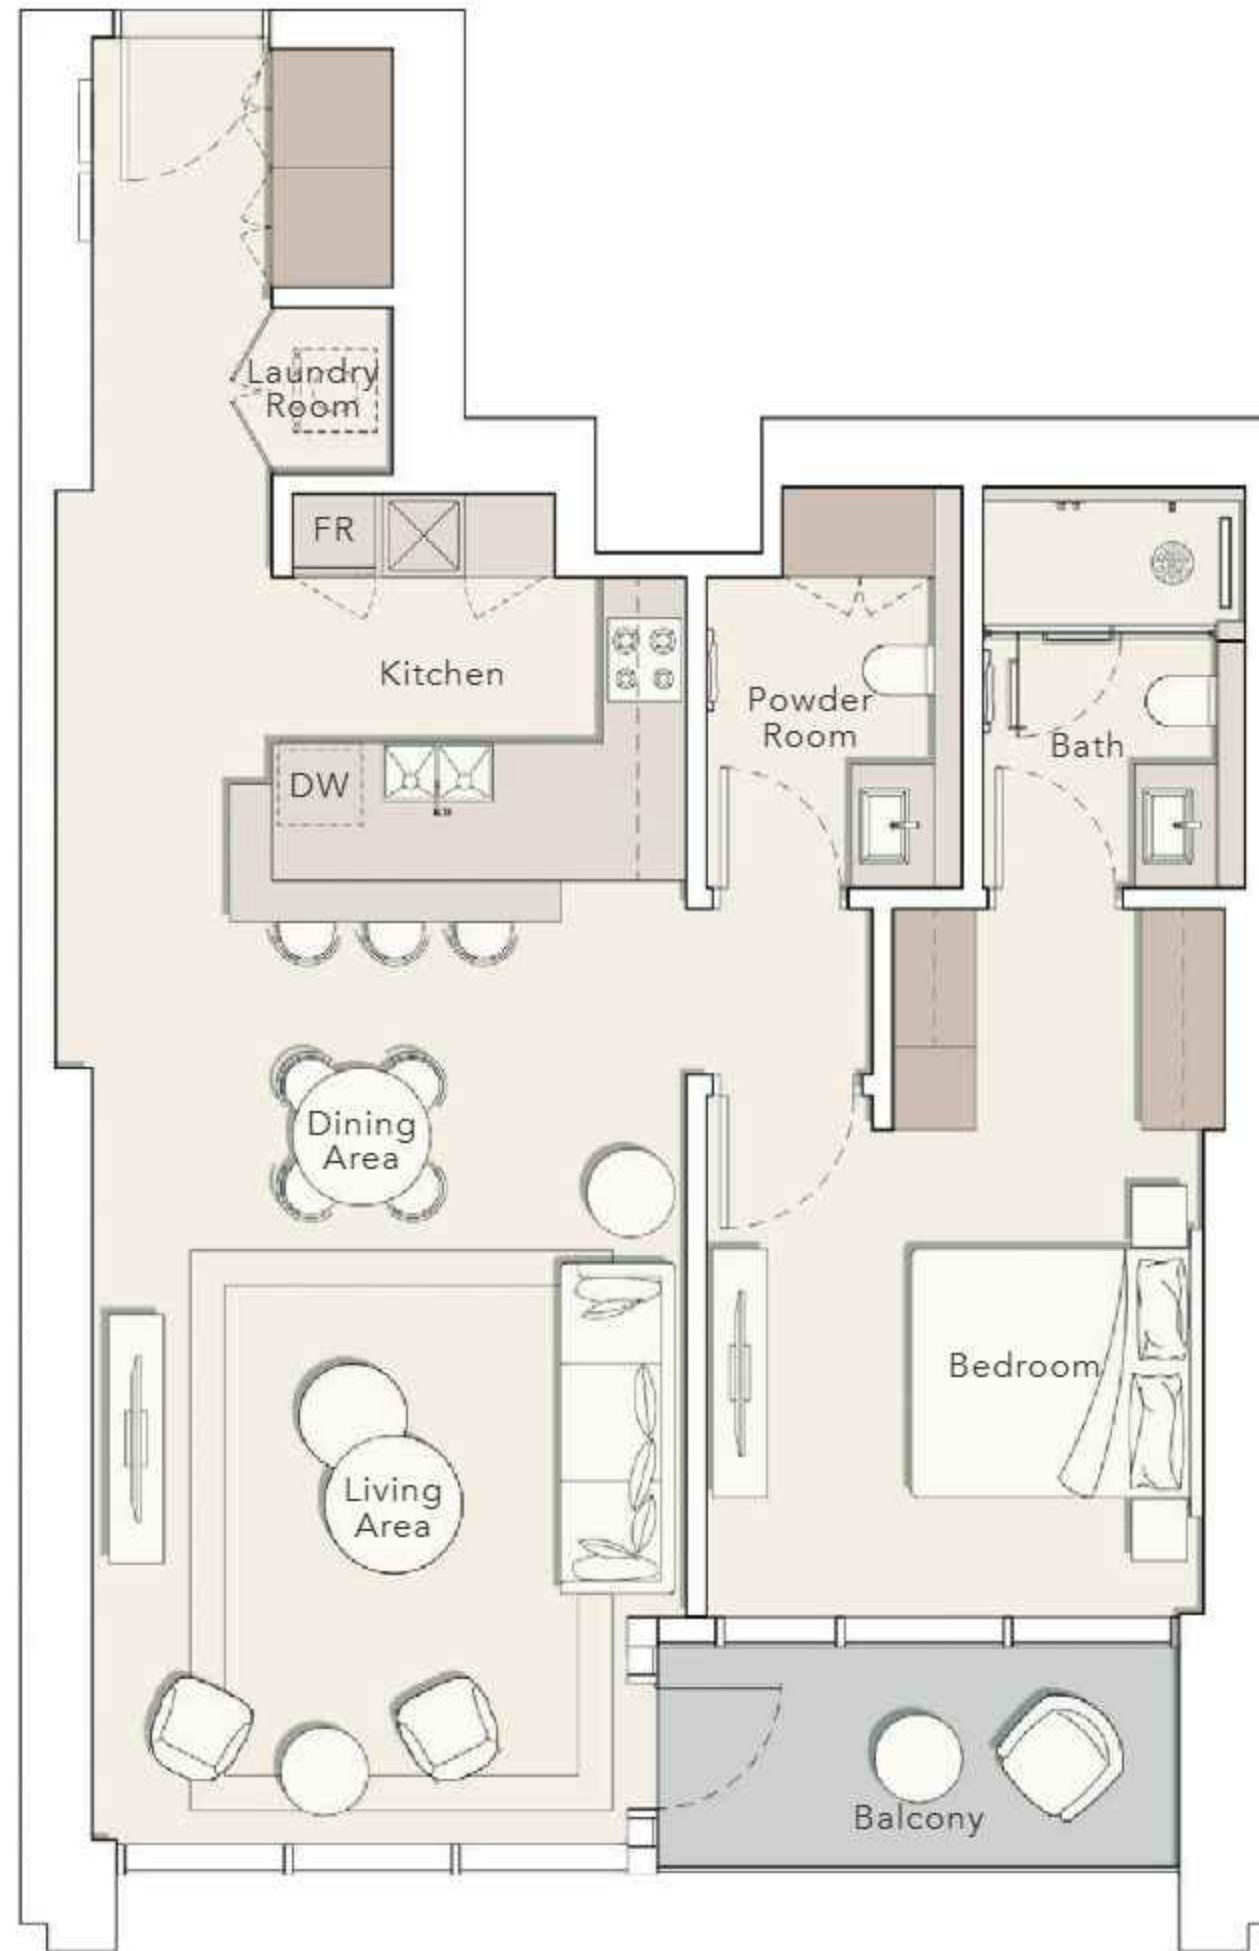 Laundry
Room
FR
Kitchen
Powder
Room
Bath
DW
Dining
Area
Bedroom
Living
Area
Balcony